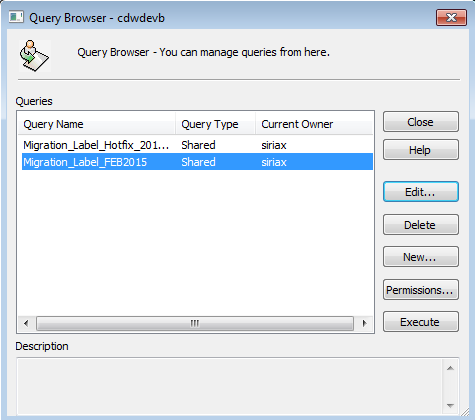 Query Browser - cdwdevb
Query Browser - You can manage queries from here.
Queries
Query Name Query Type Current Owner
Migration_Label_Hotfix_201... Shared siriax
Migration_Label_FEB2015 Shared siriax
Close
Help
Edit...
Delete
New...
Permissions...
Execute
Description